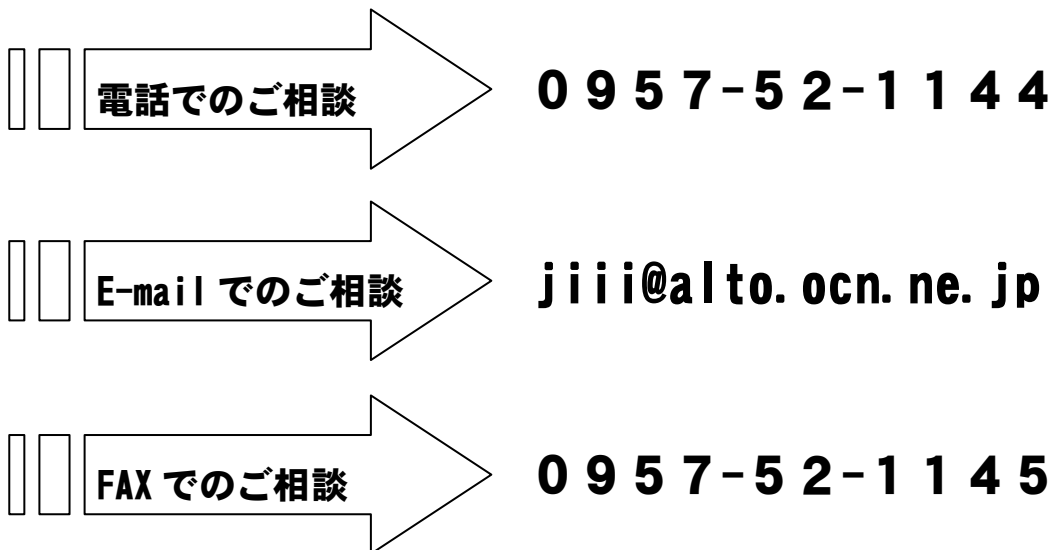 電話でのご相談
0957-52-1144
E-mail でのご相談
jiii@alto.ocn.ne.jp
FAX でのご相談
0957-52-1145